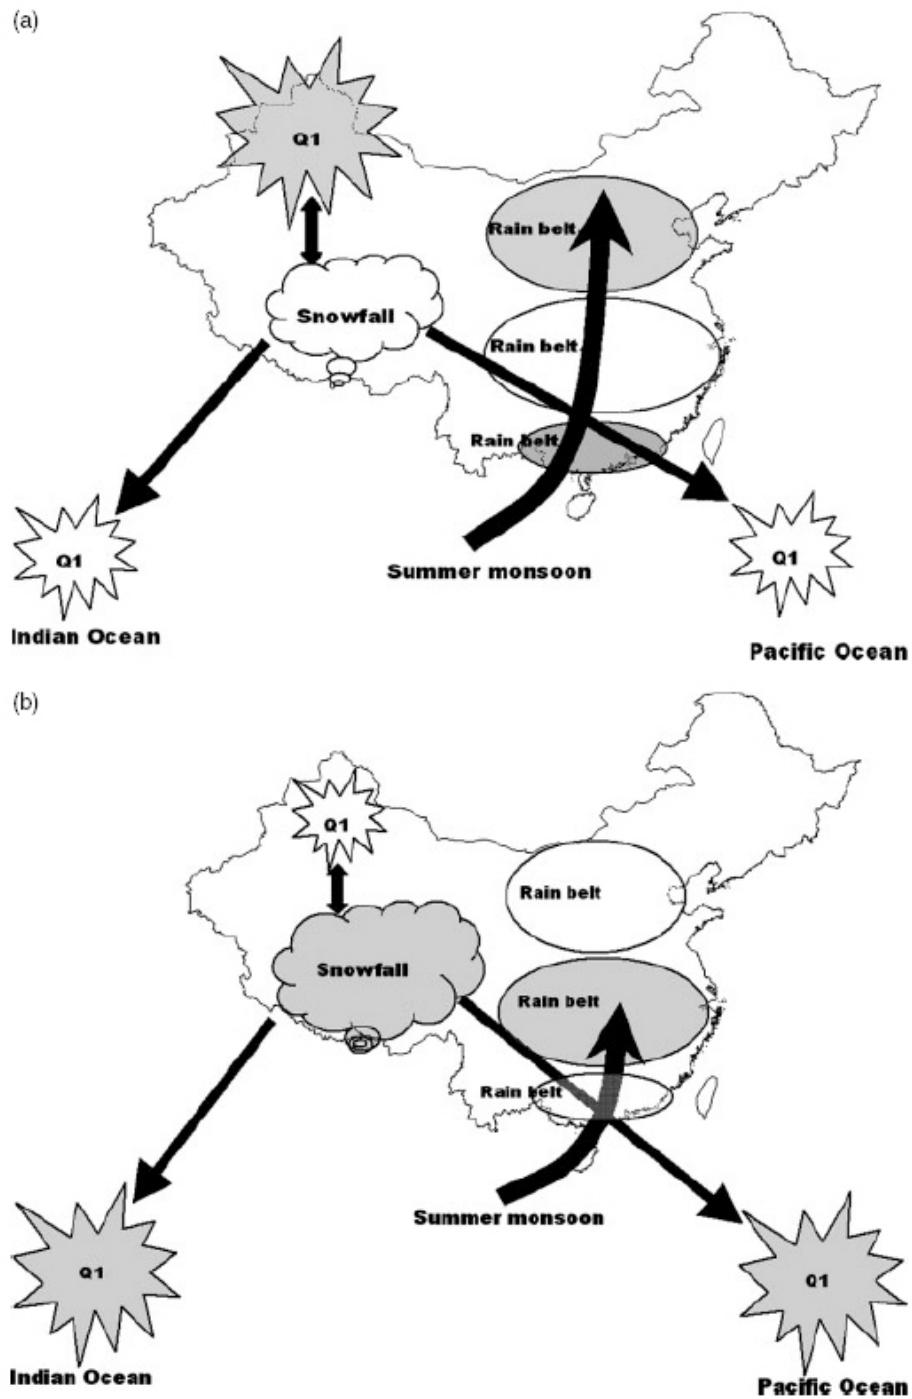 (a)
Q1
Rain belt
Snowfall
Rain belt
Rain belt
Q1
Q1
Summer monsoon
Indian Ocean
Pacific Ocean
(b)
Q1
Rain belt
Snowfall
Rain belt
Rain belt
Summer monsoon
Q1
Q1
Indian Ocean
Pacific Ocean